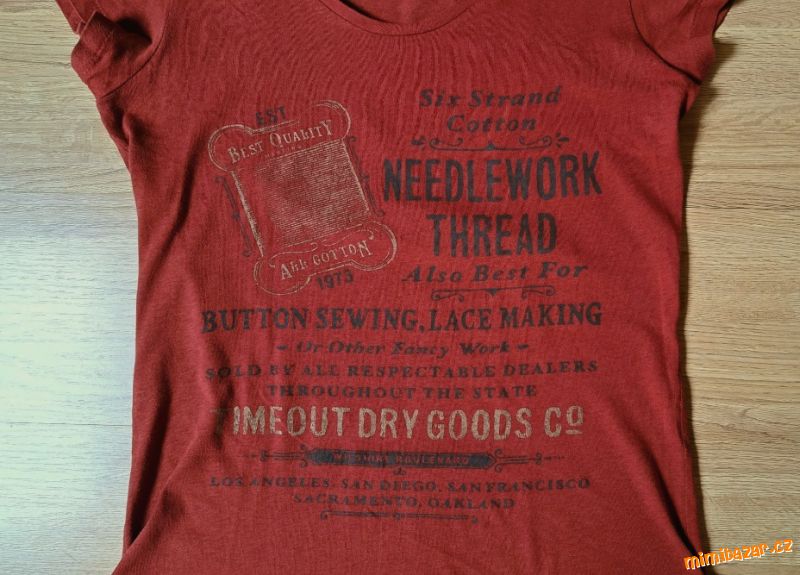 EST
BEST QUALITY
ALL COTTON
1973
Six Strand
Cotton
NEEDLEWORK
THREAD
Also Best For
BUTTON SEWING, LACE MAKING
Or Other Fancy Work
SOLD BY ALL RESPECTABLE DEALERS
THROUGHOUT THE STATE
TIMEOUT DRY GOODS Co
BOULEVARD
LOS ANGELES, SAN DIEGO, SAN FRANCISCO
SACRAMENTO, OAKLAND
mimibazar.cz